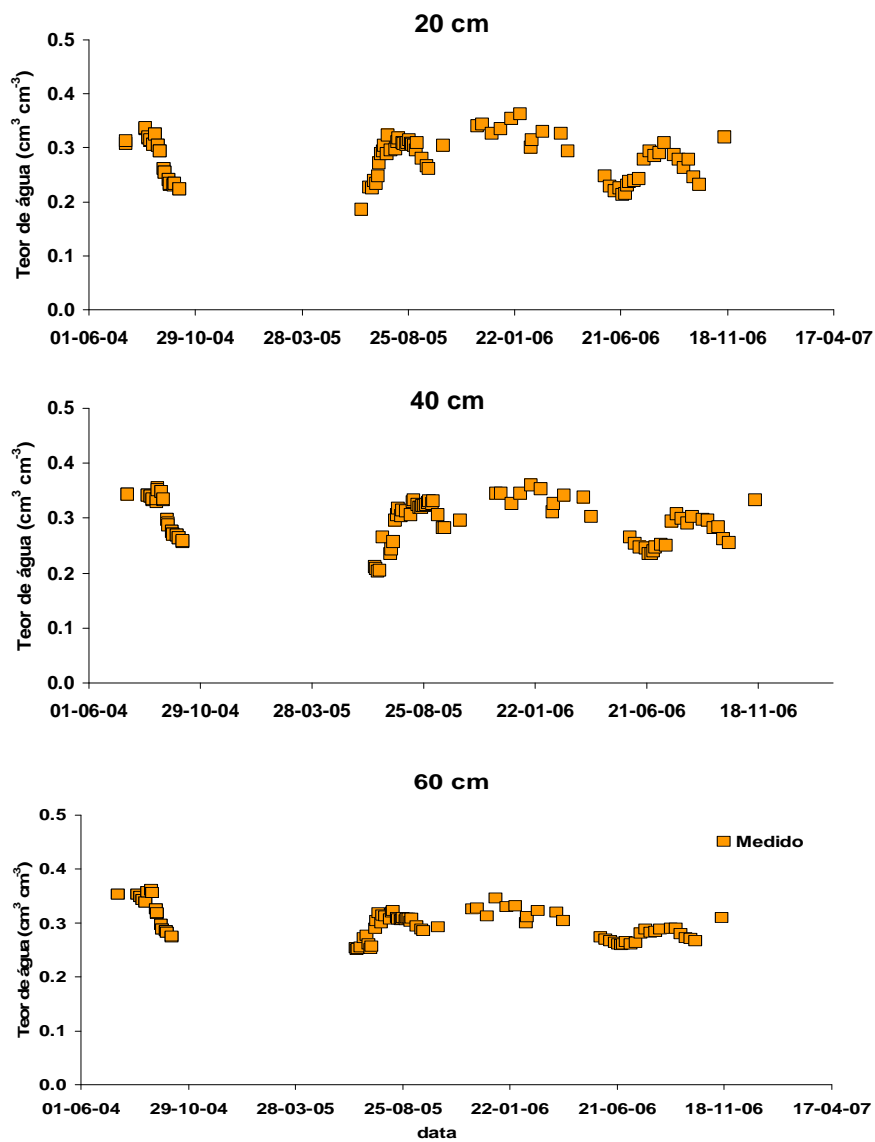 20 cm
Teor de água (cm³ cm⁻³)
0.5
0.4
0.3
0.2
0.1
0.0
01-06-04 29-10-04 28-03-05 25-08-05 22-01-06 21-06-06 18-11-06 17-04-07
40 cm
Teor de água (cm³ cm⁻³)
0.5
0.4
0.3
0.2
0.1
0.0
01-06-04 29-10-04 28-03-05 25-08-05 22-01-06 21-06-06 18-11-06
60 cm
Teor de água (cm³ cm⁻³)
0.5
0.4
0.3
0.2
0.1
0
Medido
01-06-04 29-10-04 28-03-05 25-08-05 22-01-06 21-06-06 18-11-06 17-04-07
data